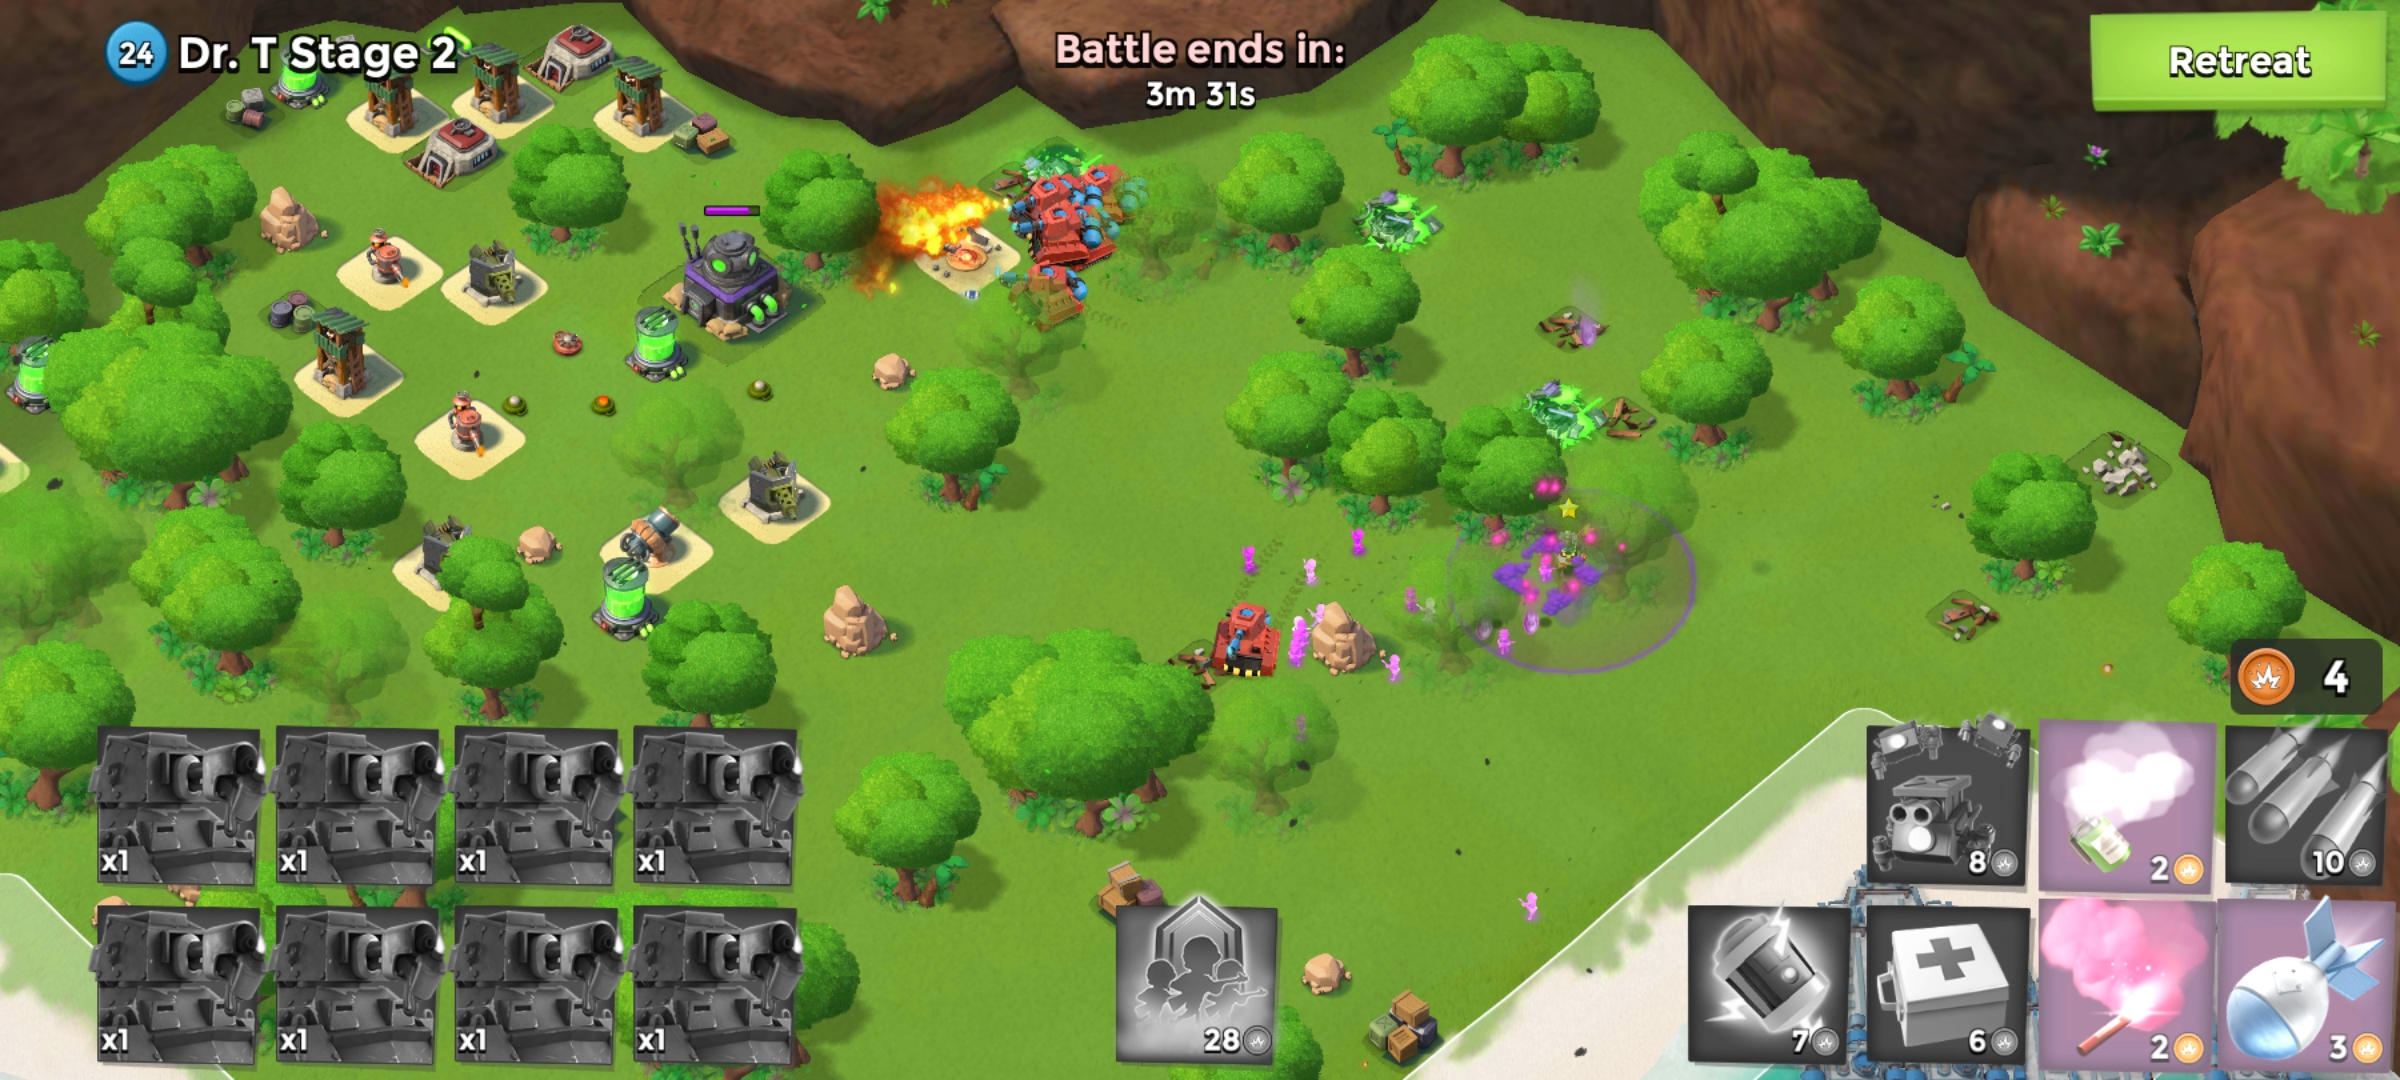 24 Dr. T Stage 2
Battle ends in:
3m 31s
Retreat
4
8
2
10
7
6
2
3
28
x1
x1
x1
x1
x1
x1
x1
x1